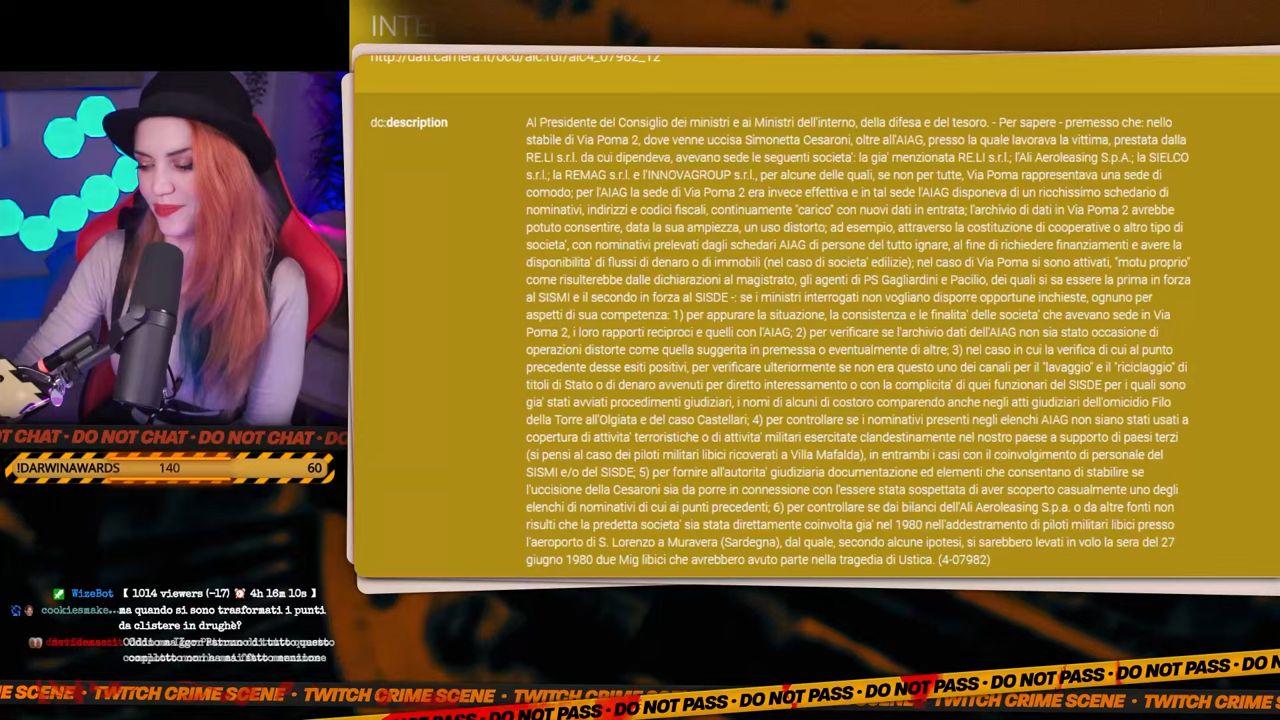 INTE
http://dati.camera.it/ocd/aic.rdf/aic4_07982_12
dc:description
Al Presidente del Consiglio dei ministri e ai Ministri dell'interno, della difesa e del tesoro. - Per sapere - premesso che: nello
stabile di Via Poma 2, dove venne uccisa Simonetta Cesaroni, oltre all'AIAG, presso la quale lavorava la vittima, prestata dalla
RE.LI s.r.l. da cui dipendeva, avevano sede le seguenti societa': la gia' menzionata RE.LI s.r.l.; l'Ali Aeroleasing S.p.A.; la SIELCO
s.r.l.; la REMAG s.r.l. e l'INNOVAGROUP s.r.l., per alcune delle quali, se non per tutte, Via Poma rappresentava una sede di
comodo; per l'AIAG la sede di Via Poma 2 era invece effettiva e in tal sede l'AIAG disponeva di un ricchissimo schedario di
nominativi, indirizzi e codici fiscali, continuamente "carico" con nuovi dati in entrata; l'archivio di dati in Via Poma 2 avrebbe
potuto consentire, data la sua ampiezza, un uso distorto; ad esempio, attraverso la costituzione di cooperative o altro tipo di
societa', con nominativi prelevati dagli schedari AIAG di persone del tutto ignare, al fine di richiedere finanziamenti e avere la
disponibilita' di flussi di denaro o di immobili (nel caso di societa' edilizie); nel caso di Via Poma si sono attivati, "motu proprio"
come risulterebbe dalle dichiarazioni al magistrato, gli agenti di PS Gagliardini e Pacilio, dei quali si sa essere la prima in forza
al SISMI e il secondo in forza al SISDE -: se i ministri interrogati non vogliano disporre opportune inchieste, ognuno per
aspetti di sua competenza: 1) per appurare la situazione, la consistenza e le finalita' delle societa' che avevano sede in Via
Poma 2, i loro rapporti reciproci e quelli con l'AIAG; 2) per verificare se l'archivio dati dell'AIAG non sia stato occasione di
operazioni distorte come quella suggerita in premessa o eventualmente di altre; 3) nel caso in cui la verifica di cui al punto
precedente desse esiti positivi, per verificare ulteriormente se non era questo uno dei canali per il "lavaggio" e il "riciclaggio" di
titoli di Stato o di denaro avvenuti per diretto interessamento o con la complicita' di quei funzionari del SISDE per i quali sono
gia' stati avviati procedimenti giudiziari, i nomi di alcuni di costoro comparendo anche negli atti giudiziari dell'omicidio Filo
della Torre all'Olgiata e del caso Castellari; 4) per controllare se i nominativi presenti negli elenchi AIAG non siano stati usati a
copertura di attivita' terroristiche o di attivita' militari esercitate clandestinamente nel nostro paese a supporto di paesi terzi
(si pensi al caso dei piloti militari libici ricoverati a Villa Mafalda), in entrambi i casi con il coinvolgimento di personale del
SISMI e/o del SISDE; 5) per fornire all'autorita' giudiziaria documentazione ed elementi che consentano di stabilire se
l'uccisione della Cesaroni sia da porre in connessione con l'essere stata sospettata di aver scoperto casualmente uno degli
elenchi di nominativi di cui ai punti precedenti; 6) per controllare se dai bilanci dell'Ali Aeroleasing S.p.a. o da altre fonti non
risulti che la predetta societa' sia stata direttamente coinvolta gia' nel 1980 nell'addestramento di piloti militari libici presso
l'aeroporto di S. Lorenzo a Muravera (Sardegna), dal quale, secondo alcune ipotesi, si sarebbero levati in volo la sera del 27
giugno 1980 due Mig libici che avrebbero avuto parte nella tragedia di Ustica. (4-07982)
OT CHAT · DO NOT CHAT · DO NOT CHAT · DO
!DARWINAWARDS 140 60
WizeBot 【 1014 viewers (-17) 4h 16m 10s 】
cookiesmake... ma quando si sono trasformati i punti
da clistere in drughè?
E SCENE · TWITCH CRIME SCENE · TWITCH CRIME SCENE · TWITCH CRIME SCENE · TWITCH CRIME SCENE
DO NOT PASS · DO NOT PASS · DO NOT PASS · DO NOT PASS · DO NOT PASS · DO NOT PASS · DO N